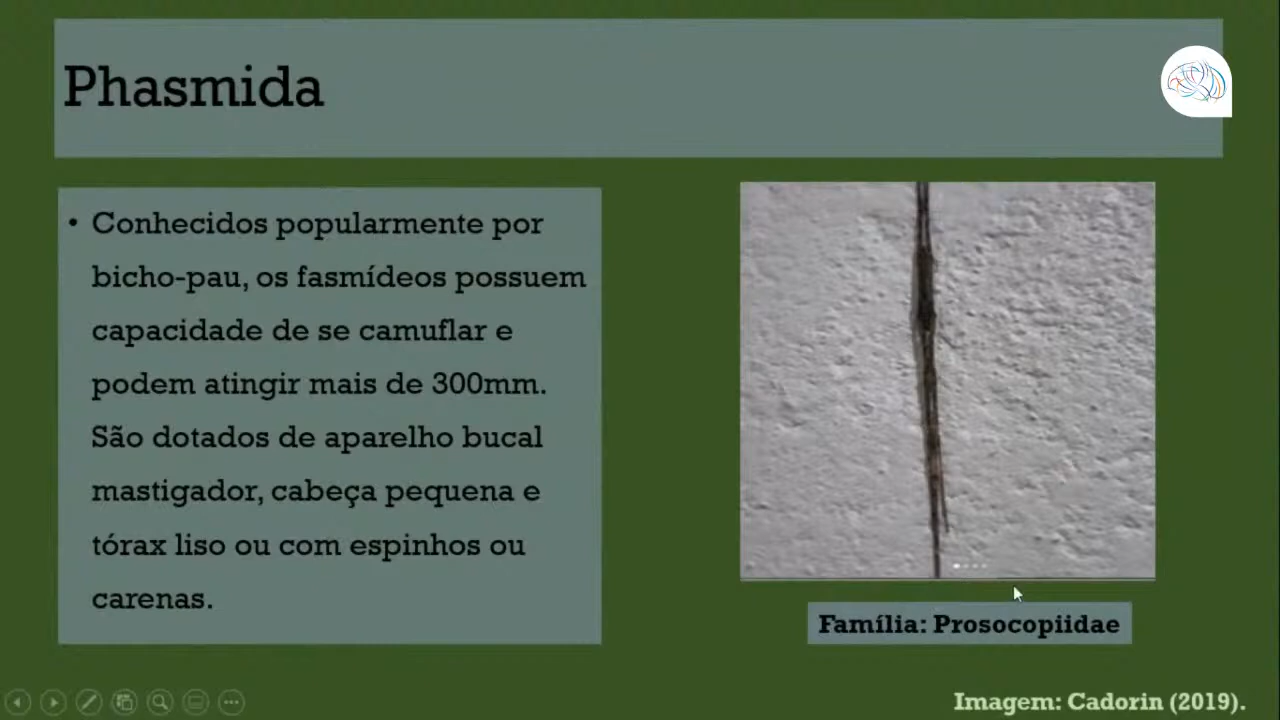 Phasmida
• Conhecidos popularmente por
bicho-pau, os fasmídeos possuem
capacidade de se camuflar e
podem atingir mais de 300mm.
São dotados de aparelho bucal
mastigador, cabeça pequena e
tórax liso ou com espinhos ou
carenas.
Família: Prosocopiidae
Imagem: Cadorin (2019).